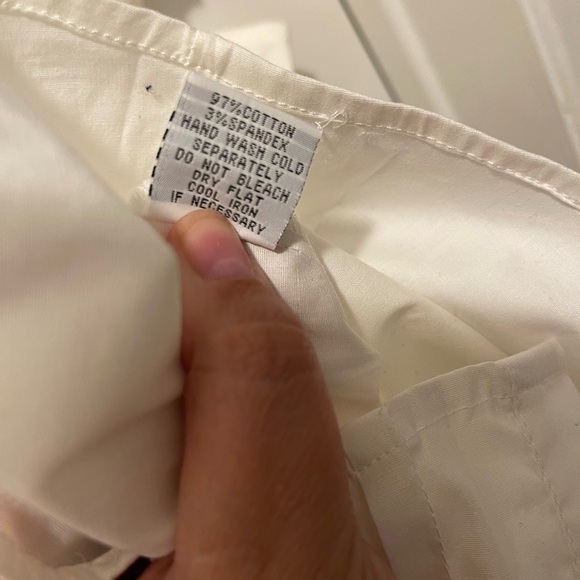 97%COTTON
3%SPANDEX
HAND WASH COLD
SEPARATELY
DO NOT BLEACH
DRY FLAT
COOL IRON
IF NECESSARY